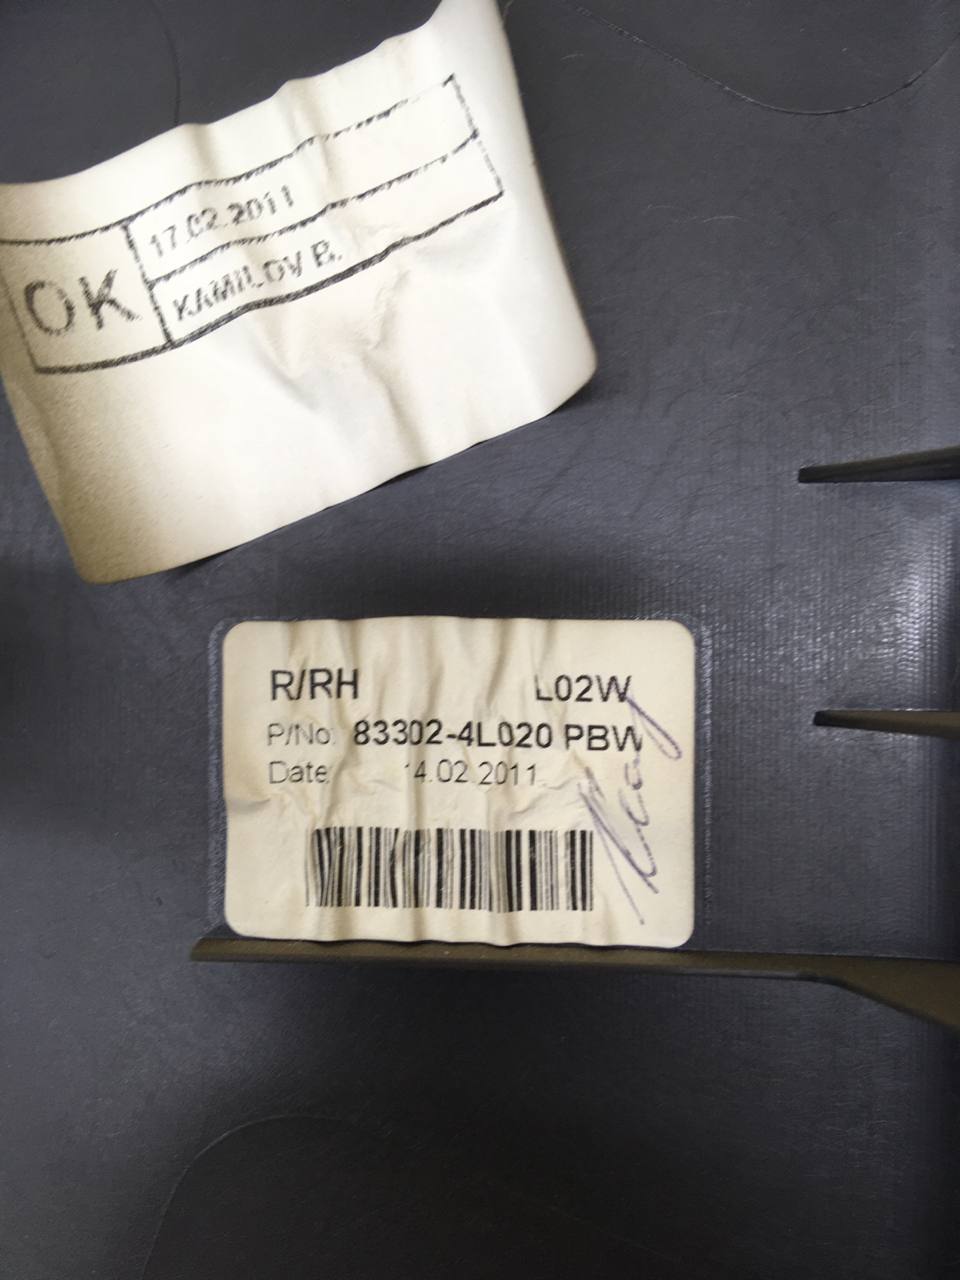 OK
17.02.2011
KAMILOV B.
R/RH L02W
P/No: 83302-4L020 PBW
Date: 14.02.2011